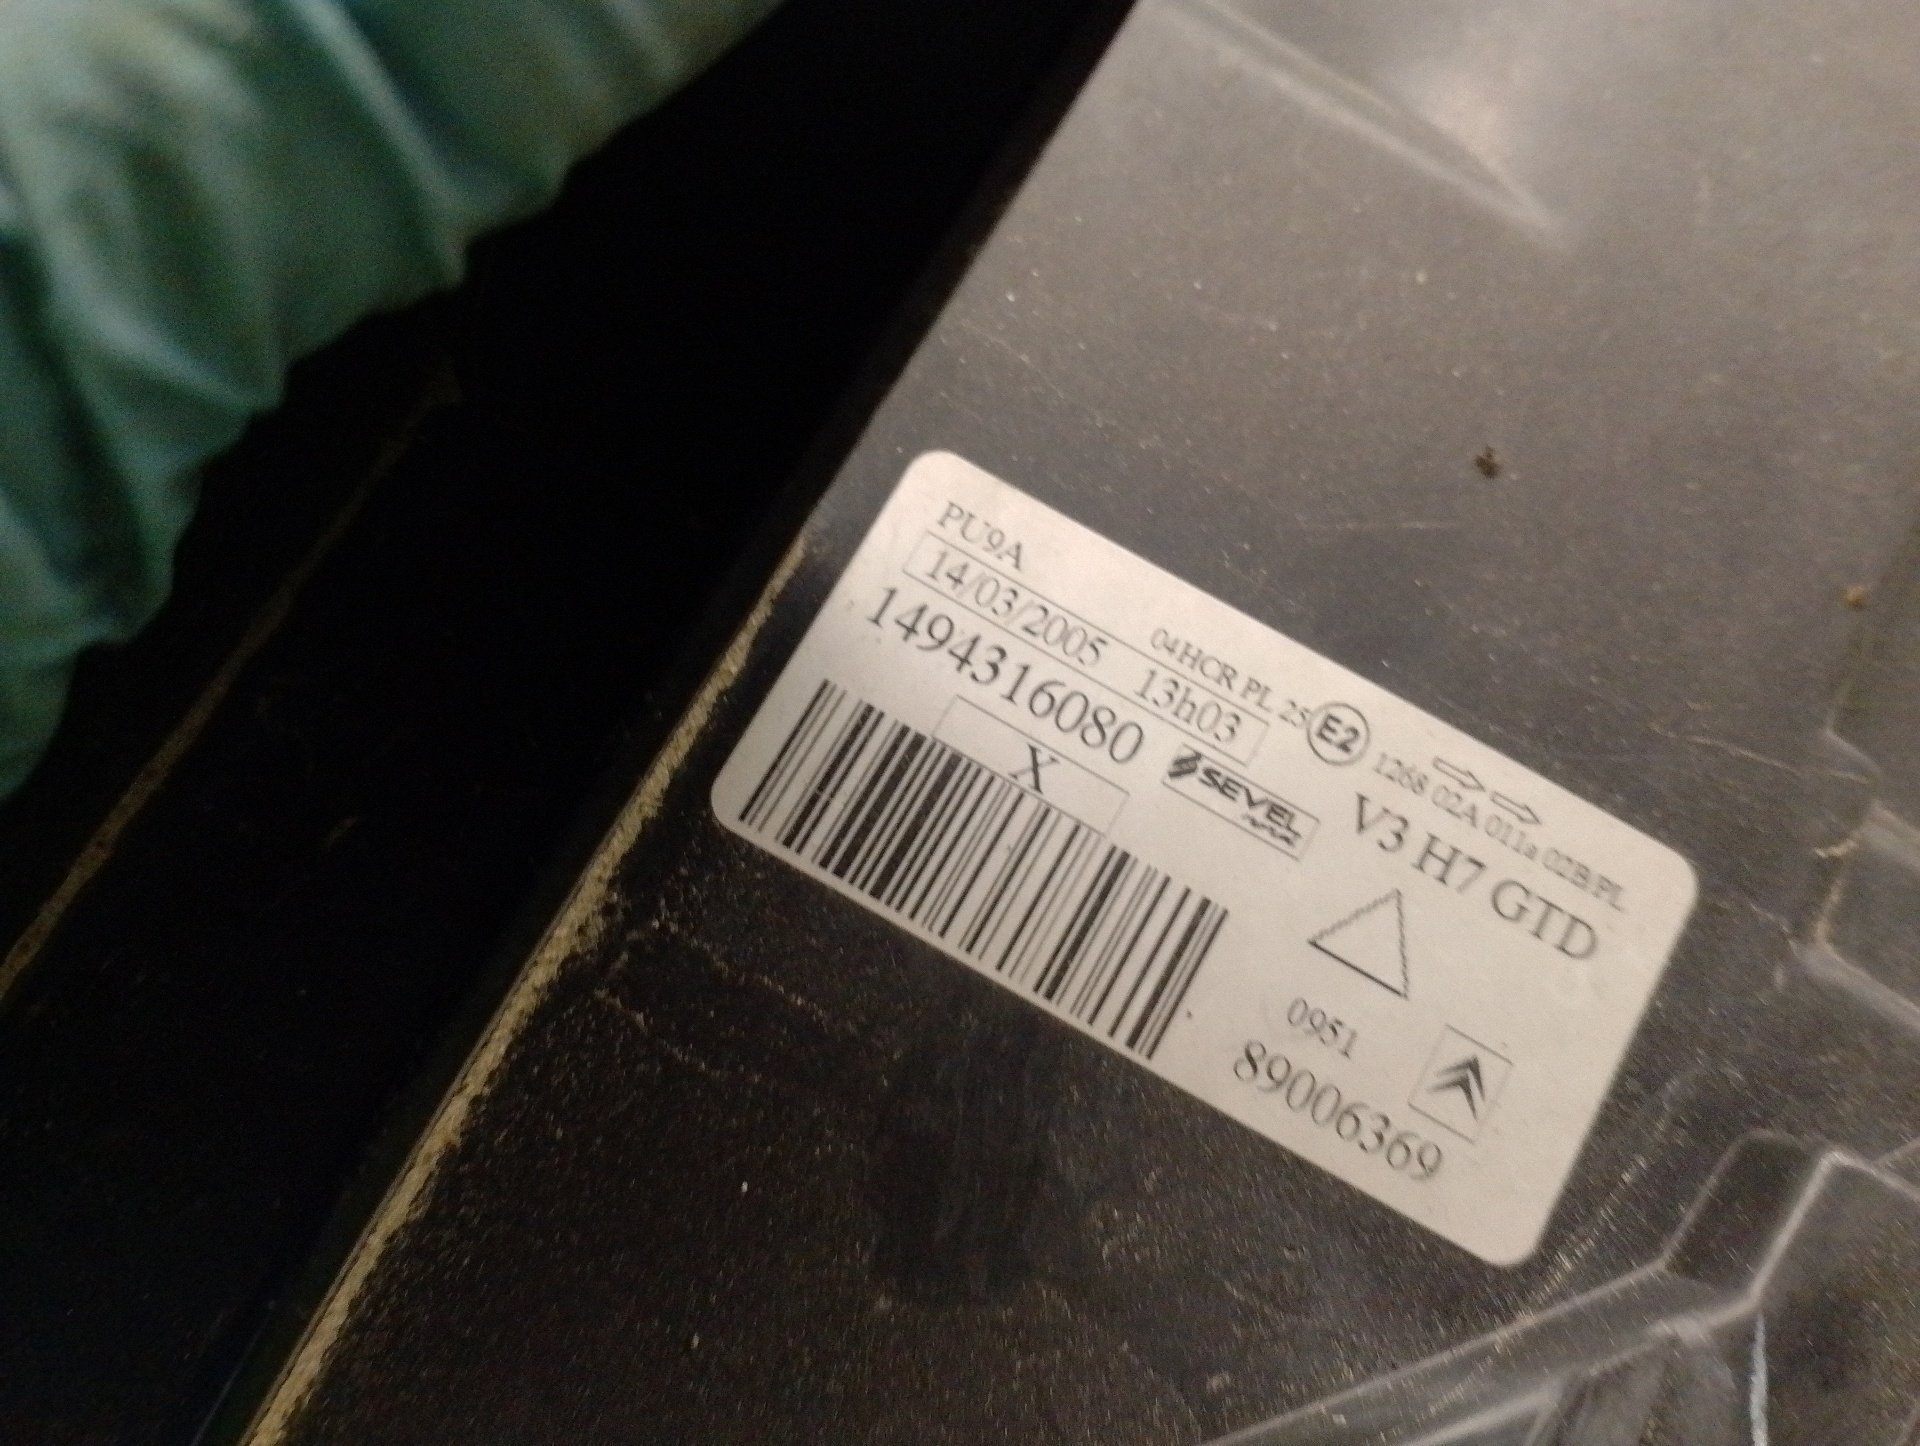 PU9A
14/03/2005 13h03
1494316080
X
SEVEL
04HCR PL 25 E2 1268 02A 011a 02B PL
V3 H7 GTD
0951
89006369